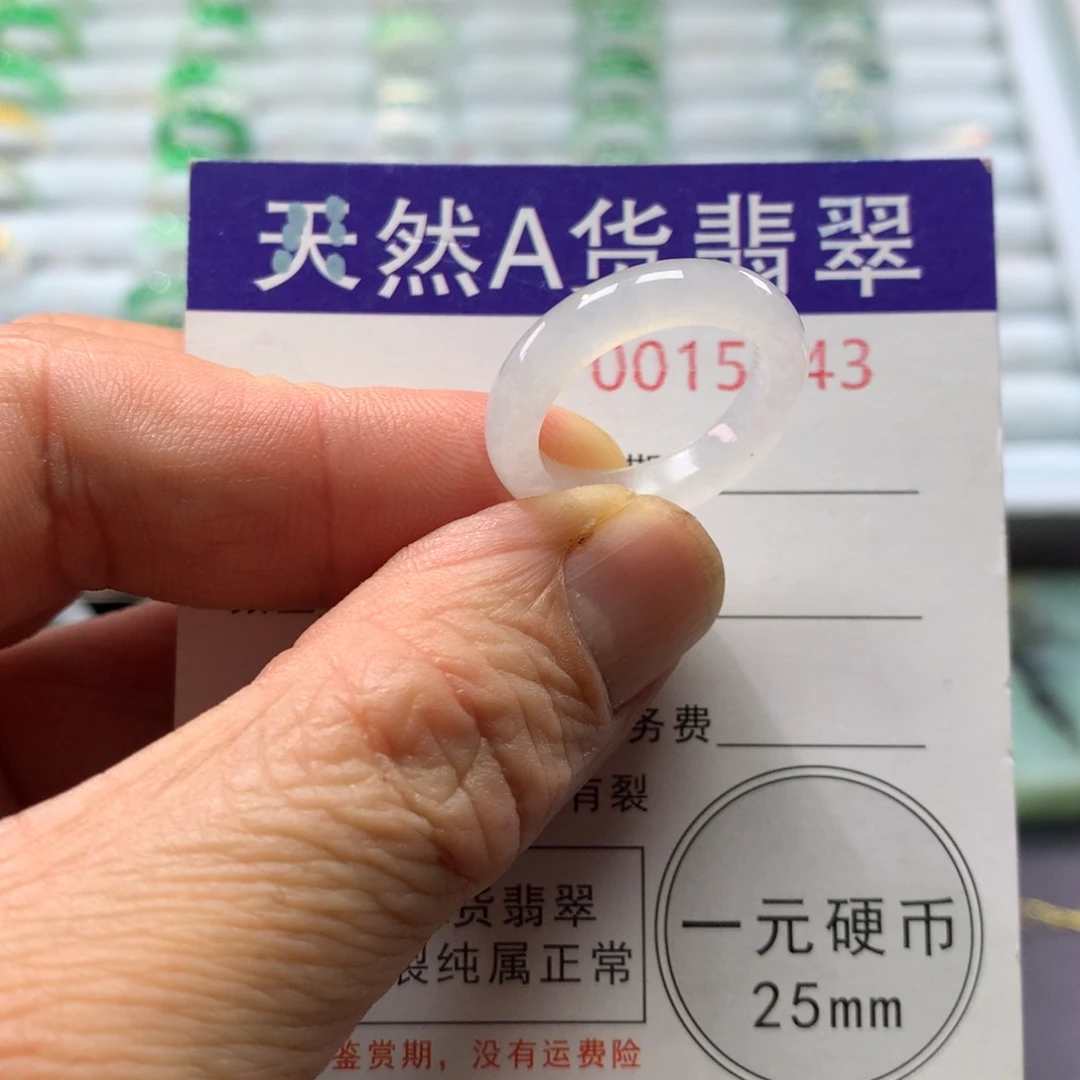 天然A货翡翠
0015 43
期
务费
有裂
货翡翠
裂纯属正常
一元硬币
25mm
鉴赏期，没有运费险